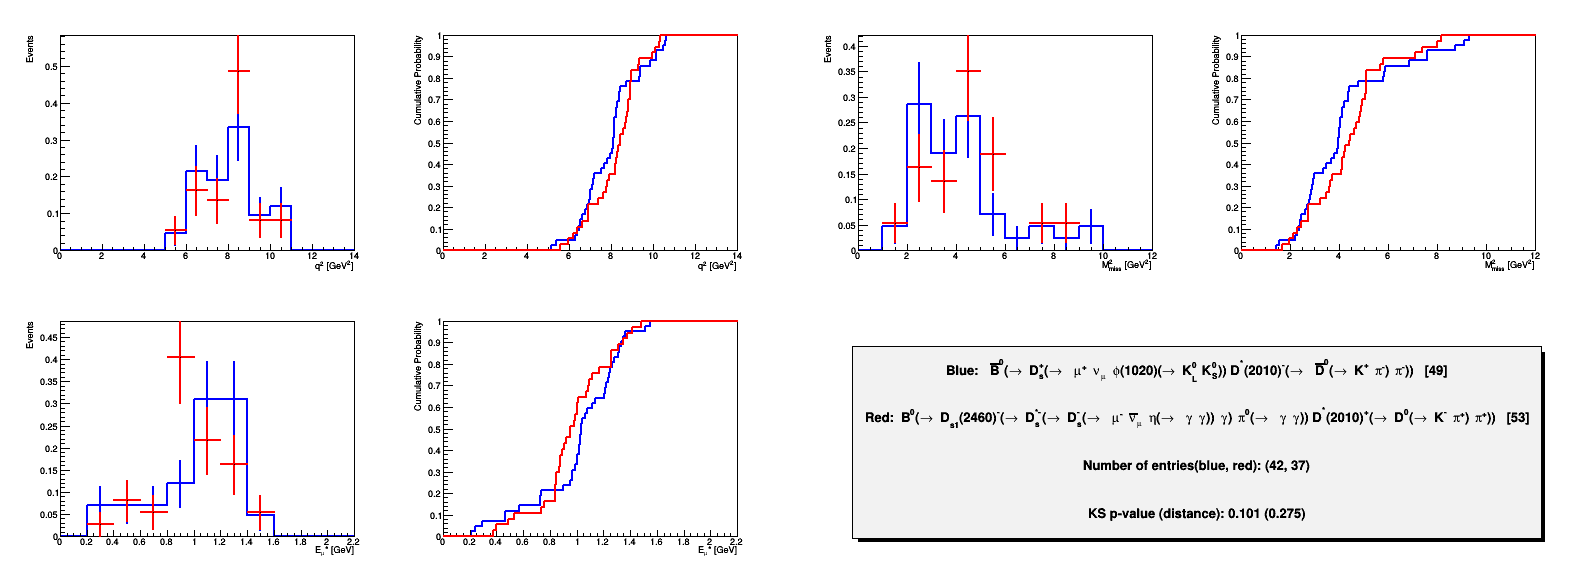 Events
0.5
0.4
0.3
0.2
0.1
0
0 2 4 6 8 10 12 14
q² [GeV²]
Cumulative Probability
1
0.9
0.8
0.7
0.6
0.5
0.4
0.3
0.2
0.1
0
0 2 4 6 8 10 12 14
q² [GeV²]
Events
0.4
0.35
0.3
0.25
0.2
0.15
0.1
0.05
0
0 2 4 6 8 10 12
M²miss [GeV²]
Cumulative Probability
1
0.9
0.8
0.7
0.6
0.5
0.4
0.3
0.2
0.1
0
0 2 4 6 8 10 12
M²miss [GeV²]
Events
0.45
0.4
0.35
0.3
0.25
0.2
0.15
0.1
0.05
0
0 0.2 0.4 0.6 0.8 1 1.2 1.4 1.6 1.8 2 2.2
Eμ* [GeV]
Cumulative Probability
1
0.9
0.8
0.7
0.6
0.5
0.4
0.3
0.2
0.1
0
0 0.2 0.4 0.6 0.8 1 1.2 1.4 1.6 1.8 2 2.2
Eμ* [GeV]
Blue: B̅⁰(→ Dₛ⁺(→ μ⁺ νμ φ(1020)(→ K⁰L K⁰S)) D*(2010)⁻(→ D̅⁰(→ K⁺ π⁻) π⁻)) [49]
Red: B⁰(→ Ds1(2460)⁻(→ Dₛ*⁻(→ Dₛ⁻(→ μ⁻ ν̅μ η(→ γ γ)) γ) π⁰(→ γ γ)) D*(2010)⁺(→ D⁰(→ K⁻ π⁺) π⁺)) [53]
Number of entries(blue, red): (42, 37)
KS p-value (distance): 0.101 (0.275)